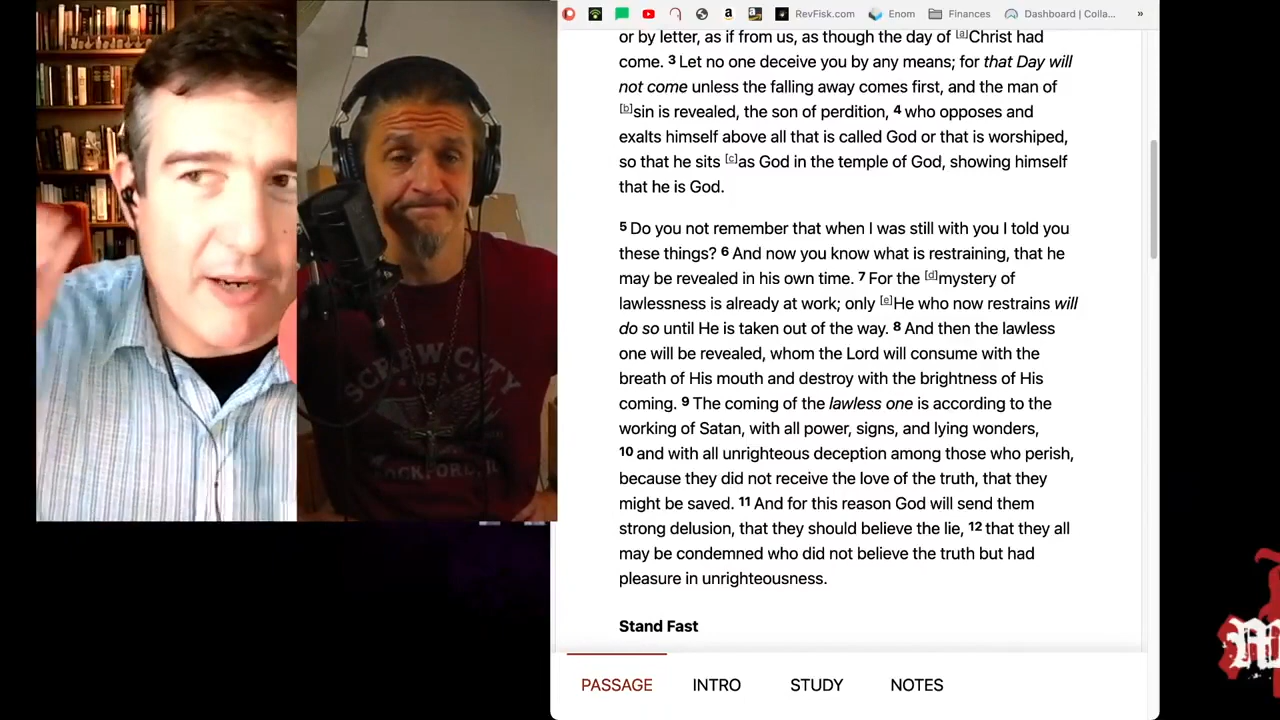 RevFisk.com Enom Finances Dashboard | Colla... »
or by letter, as if from us, as though the day of [a]Christ had
come. 3 Let no one deceive you by any means; for that Day will
not come unless the falling away comes first, and the man of
[b]sin is revealed, the son of perdition, 4 who opposes and
exalts himself above all that is called God or that is worshiped,
so that he sits [c]as God in the temple of God, showing himself
that he is God.
5 Do you not remember that when I was still with you I told you
these things? 6 And now you know what is restraining, that he
may be revealed in his own time. 7 For the [d]mystery of
lawlessness is already at work; only [e]He who now restrains will
do so until He is taken out of the way. 8 And then the lawless
one will be revealed, whom the Lord will consume with the
breath of His mouth and destroy with the brightness of His
coming. 9 The coming of the lawless one is according to the
working of Satan, with all power, signs, and lying wonders,
10 and with all unrighteous deception among those who perish,
because they did not receive the love of the truth, that they
might be saved. 11 And for this reason God will send them
strong delusion, that they should believe the lie, 12 that they all
may be condemned who did not believe the truth but had
pleasure in unrighteousness.
Stand Fast
PASSAGE INTRO STUDY NOTES
SCREW CITY
USA
ROCKFORD, IL